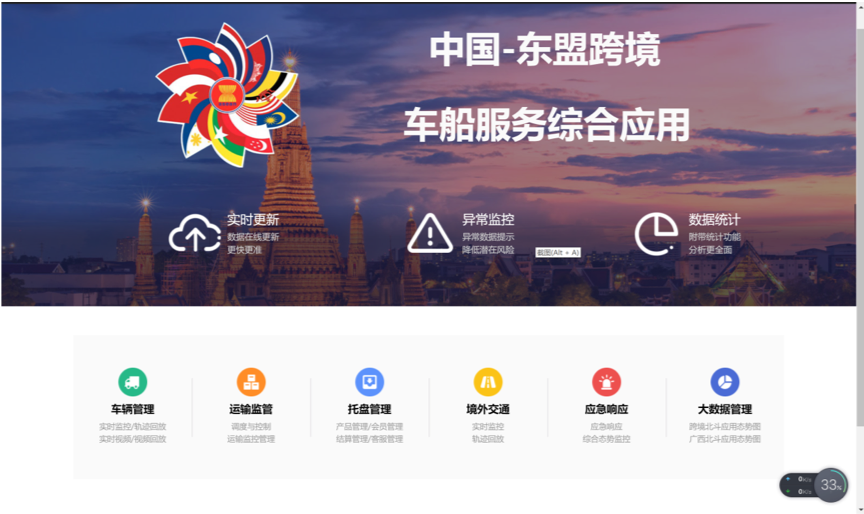 中国-东盟跨境
车船服务综合应用
实时更新
数据在线更新
更快更准
异常监控
异常数据提示
降低潜在风险
截图(Alt + A)
数据统计
附带统计功能
分析更全面
车辆管理
实时监控/轨迹回放
实时视频/视频回放
运输监管
调度与控制
运输监控管理
托盘管理
产品管理/会员管理
结算管理/客服管理
境外交通
实时监控
轨迹回放
应急响应
应急响应
综合态势监控
大数据管理
跨境北斗应用态势图
广西北斗应用态势图
0K/s
0K/s
33%